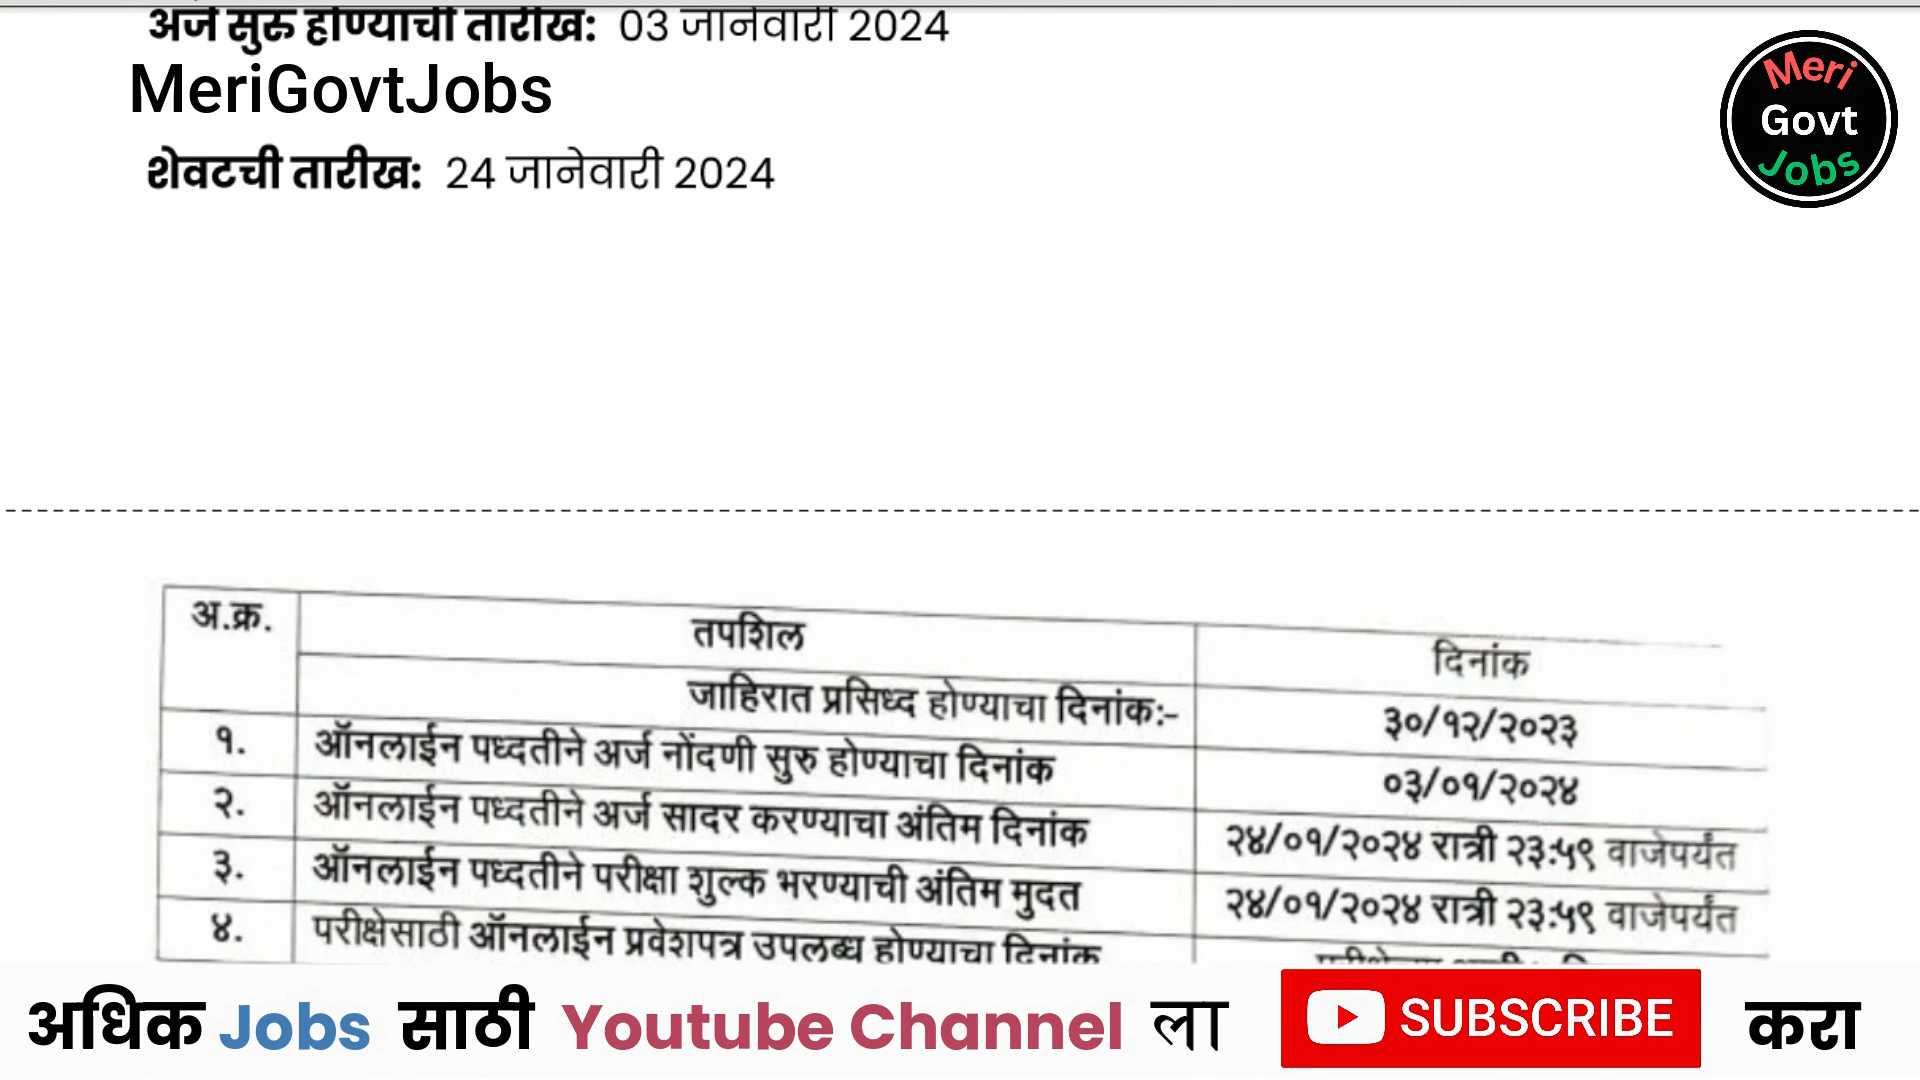 अर्ज सुरु होण्याची तारीख: 03 जानेवारी 2024
MeriGovtJobs
Meri
Govt
Jobs
शेवटची तारीख: 24 जानेवारी 2024
अ.क्र. तपशिल दिनांक
जाहिरात प्रसिध्द होण्याचा दिनांक:- ३०/१२/२०२३
१. ऑनलाईन पध्दतीने अर्ज नोंदणी सुरु होण्याचा दिनांक ०३/०१/२०२४
२. ऑनलाईन पध्दतीने अर्ज सादर करण्याचा अंतिम दिनांक २४/०१/२०२४ रात्री २३:५९ वाजेपर्यंत
३. ऑनलाईन पध्दतीने परीक्षा शुल्क भरण्याची अंतिम मुदत २४/०१/२०२४ रात्री २३:५९ वाजेपर्यंत
४. परीक्षेसाठी ऑनलाईन प्रवेशपत्र उपलब्ध होण्याचा दिनांक
अधिक Jobs साठी Youtube Channel ला SUBSCRIBE करा